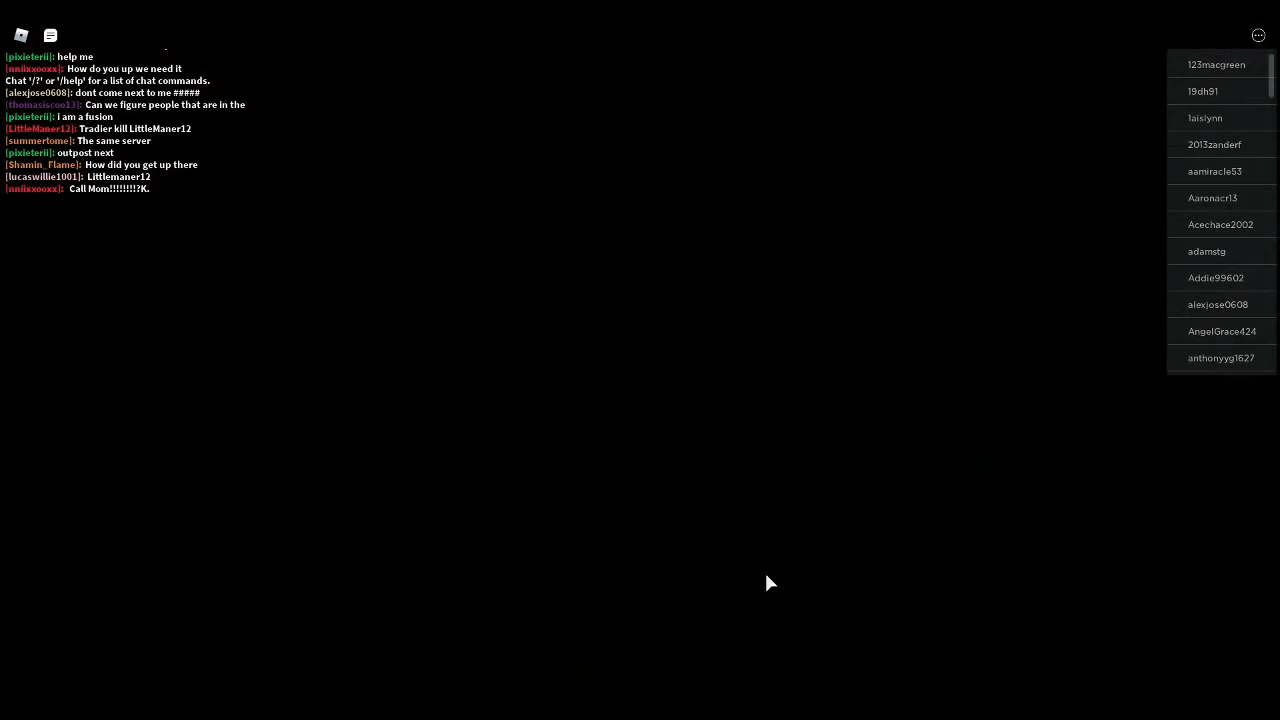 [pixieterii]: help me
[nniixxooxx]: How do you up we need it
Chat '/?' or '/help' for a list of chat commands.
[alexjose0608]: dont come next to me #####
[thomasiscoo13]: Can we figure people that are in the
[pixieterii]: i am a fusion
[LittleManer12]: Tradier kill LittleManer12
[summertome]: The same server
[pixieterii]: outpost next
[Shamin_Flame]: How did you get up there
[lucaswillie1001]: Littlemaner12
[nniixxooxx]: Call Mom!!!!!!!!?K.
123macgreen
19dh91
1aislynn
2013zanderf
aamiracle53
Aaronacr13
Acechace2002
adamstg
Addie99602
alexjose0608
AngelGrace424
anthonyyg1627